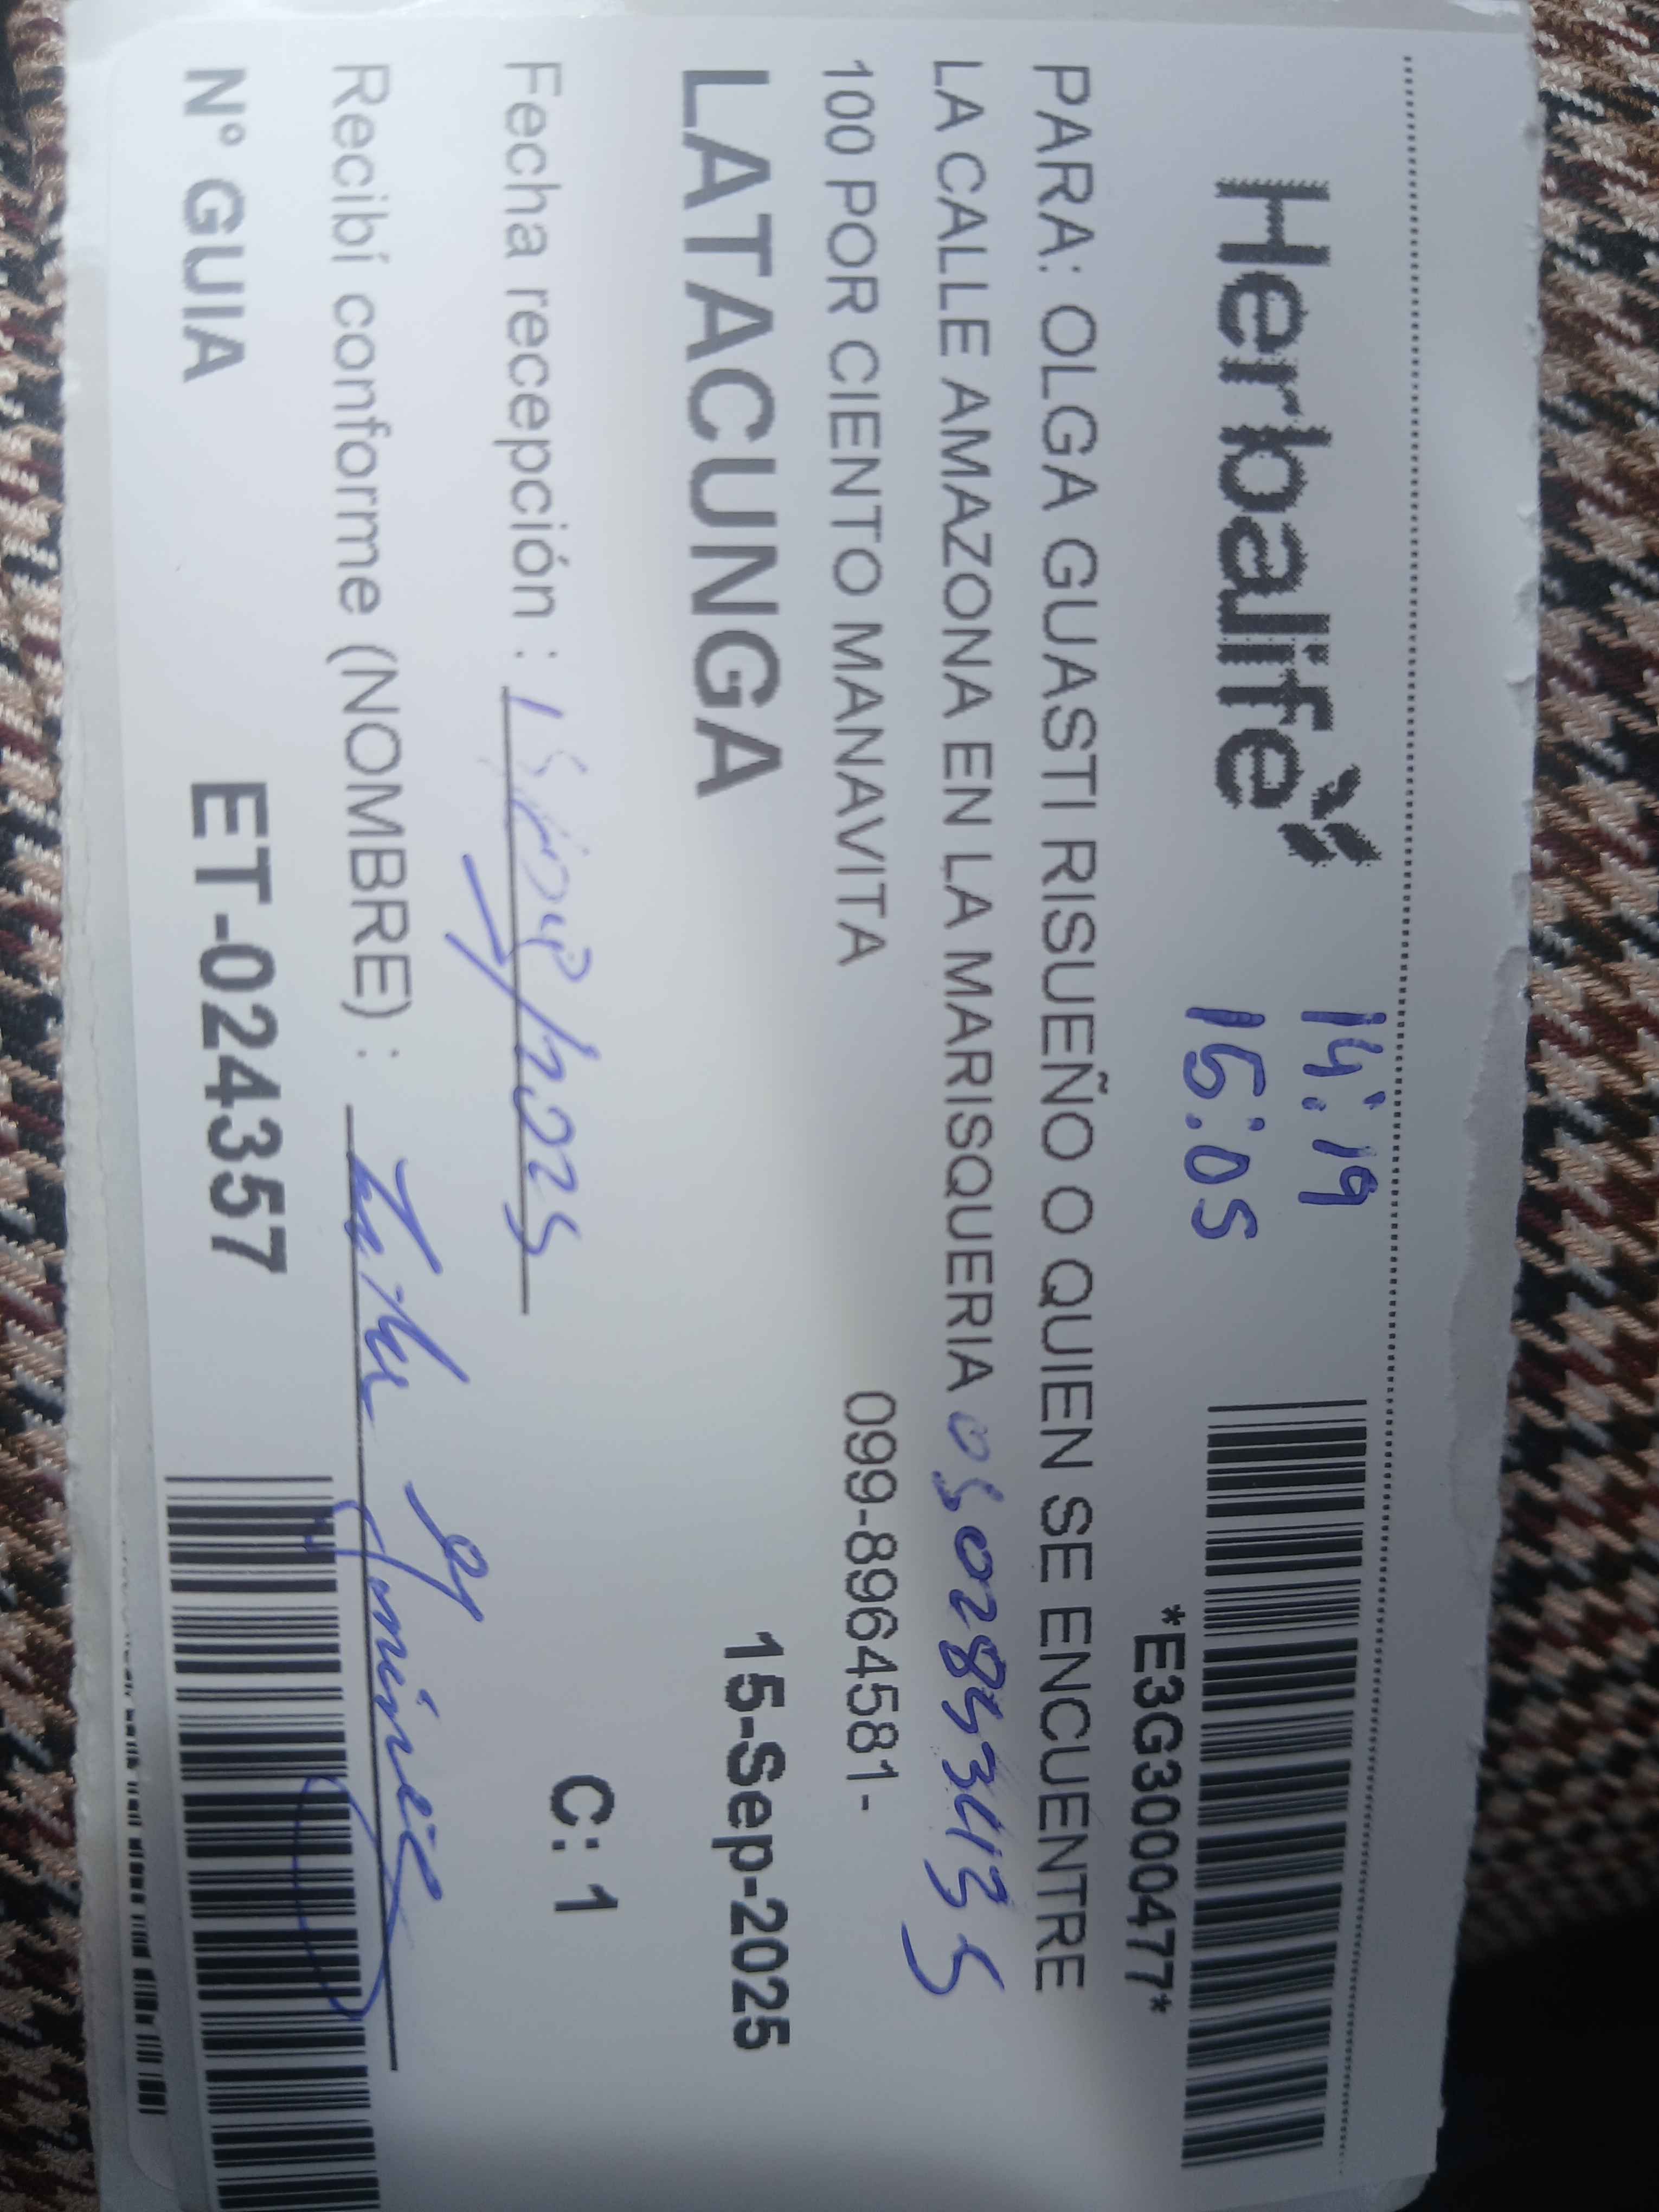 Herbalife
14:19
15:05
*E3G300477*
PARA: OLGA GUASTI RISUEÑO O QUIEN SE ENCUENTRE
LA CALLE AMAZONA EN LA MARISQUERIA
100 POR CIENTO MANAVITA
099-8964581-
LATACUNGA
15-Sep-2025
Fecha recepción :
C: 1
Recibí conforme (NOMBRE) :
N° GUIA
ET-024357